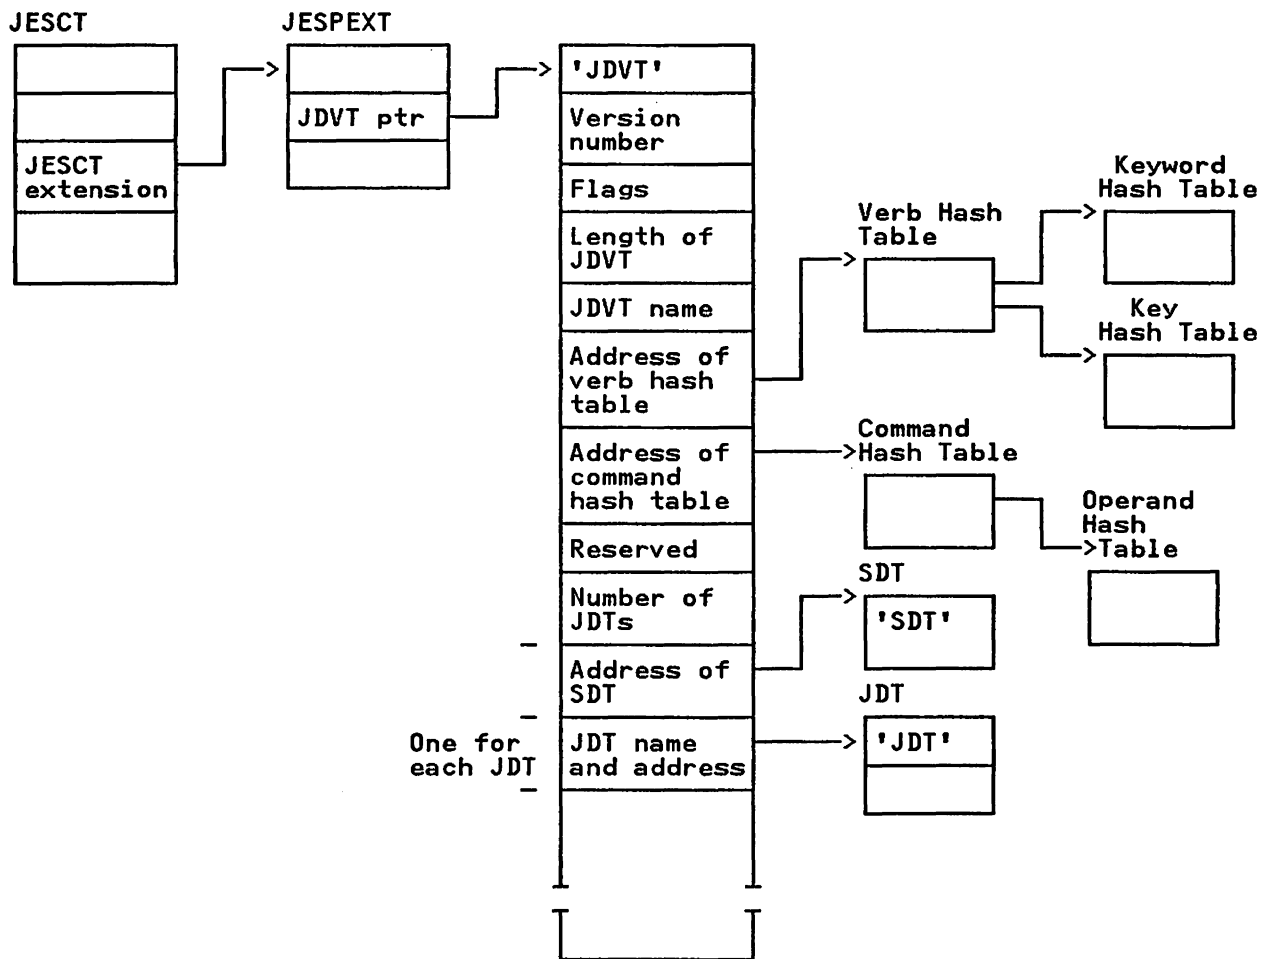 JESCT
JESPEXT
JESCT
extension
JDVT ptr
'JDVT'
Version
number
Flags
Length of
JDVT
JDVT name
Address of
verb hash
table
Address of
command
hash table
Reserved
Number of
JDTs
Address of
SDT
One for
each JDT
JDT name
and address
Verb Hash
Table
Keyword
Hash Table
Key
Hash Table
Command
Hash Table
Operand
Hash
Table
SDT
'SDT'
JDT
'JDT'